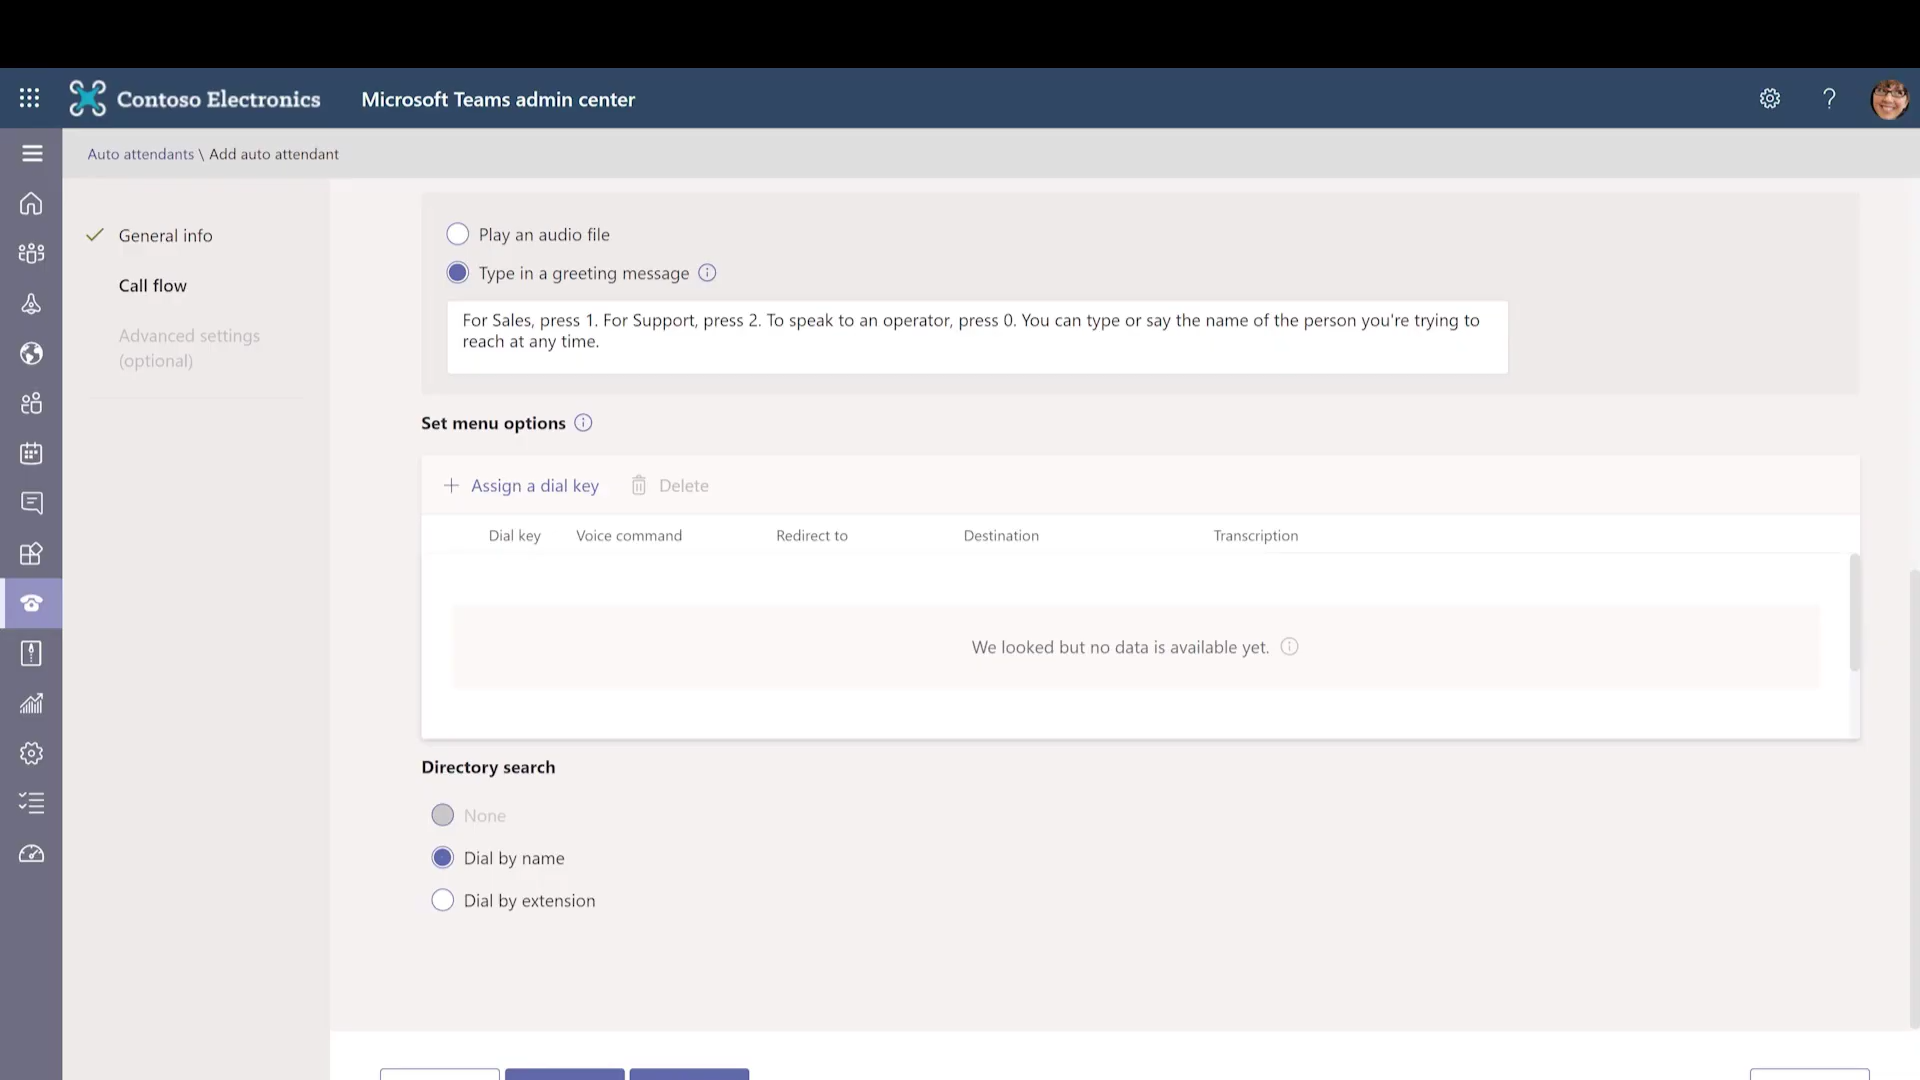 Contoso Electronics
Microsoft Teams admin center
Auto attendants \ Add auto attendant
General info
Call flow
Advanced settings
(optional)
Play an audio file
Type in a greeting message
For Sales, press 1. For Support, press 2. To speak to an operator, press 0. You can type or say the name of the person you're trying to
reach at any time.
Set menu options
Assign a dial key
Delete
Dial key
Voice command
Redirect to
Destination
Transcription
We looked but no data is available yet.
Directory search
None
Dial by name
Dial by extension